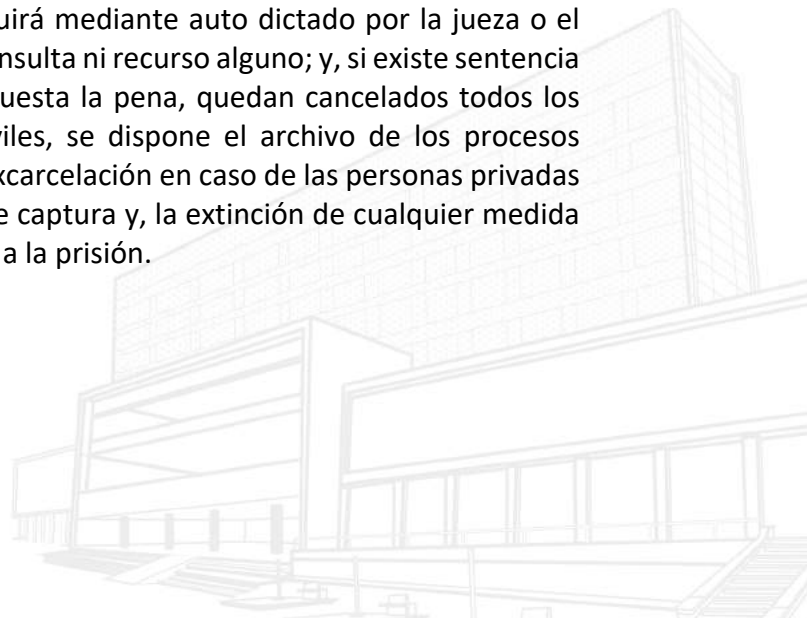 uirá mediante auto dictado por la jueza o el
nsulta ni recurso alguno; y, si existe sentencia
uesta la pena, quedan cancelados todos los
viles, se dispone el archivo de los procesos
xcarcelación en caso de las personas privadas
e captura y, la extinción de cualquier medida
a la prisión.